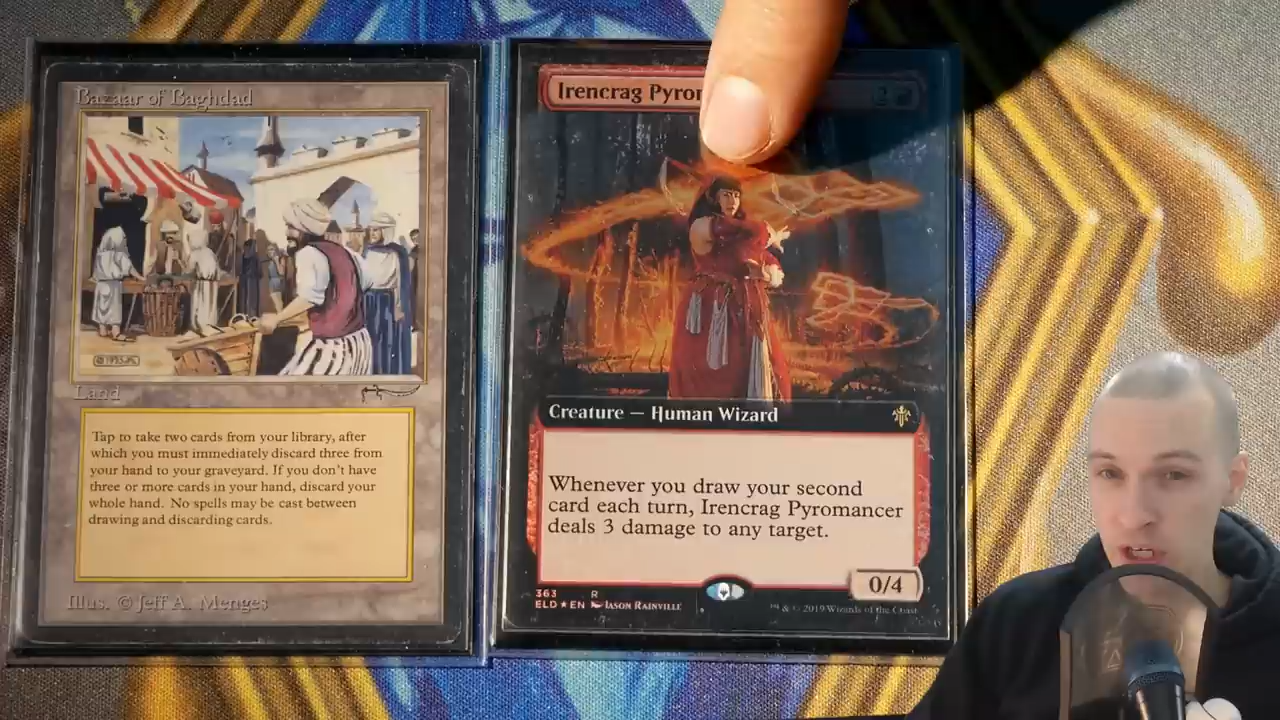 Bazaar of Baghdad
©1993 JM
Land
Tap to take two cards from your library, after
which you must immediately discard three from
your hand to your graveyard. If you don't have
three or more cards in your hand, discard your
whole hand. No spells may be cast between
drawing and discarding cards.
Illus. © Jeff A. Menges
Irencrag Pyro
2
Creature — Human Wizard
Whenever you draw your second
card each turn, Irencrag Pyromancer
deals 3 damage to any target.
0/4
363 R
ELD ★ EN Jason Rainville
™ & © 2019 Wizards of the Coast